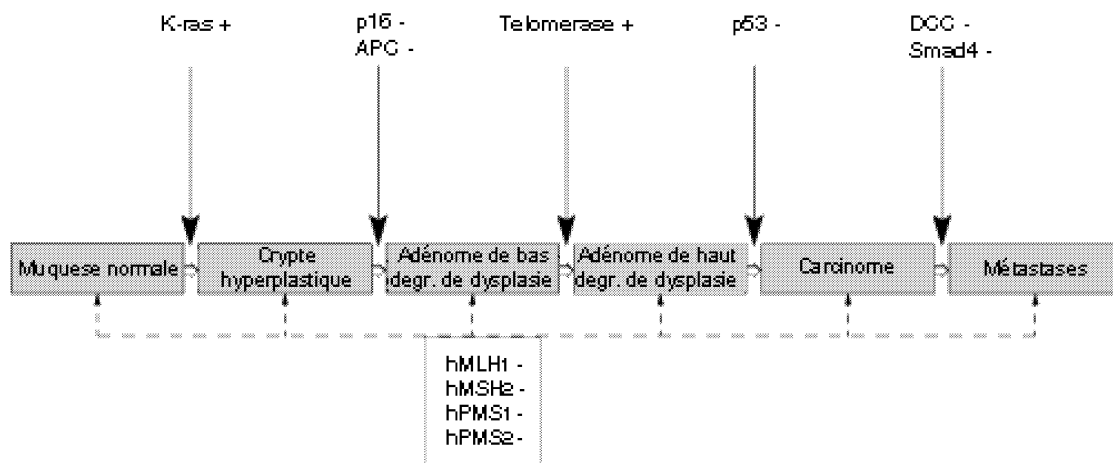 K-ras +
p16 -
APC -
Telomerase +
p53 -
DCC -
Smad4 -
Muquese normale
Crypte
hyperplastique
Adénome de bas
degr. de dysplasie
Adénome de haut
degr. de dysplasie
Carcinome
Métastases
hMLH1 -
hMSH2 -
hPMS1 -
hPMS2 -